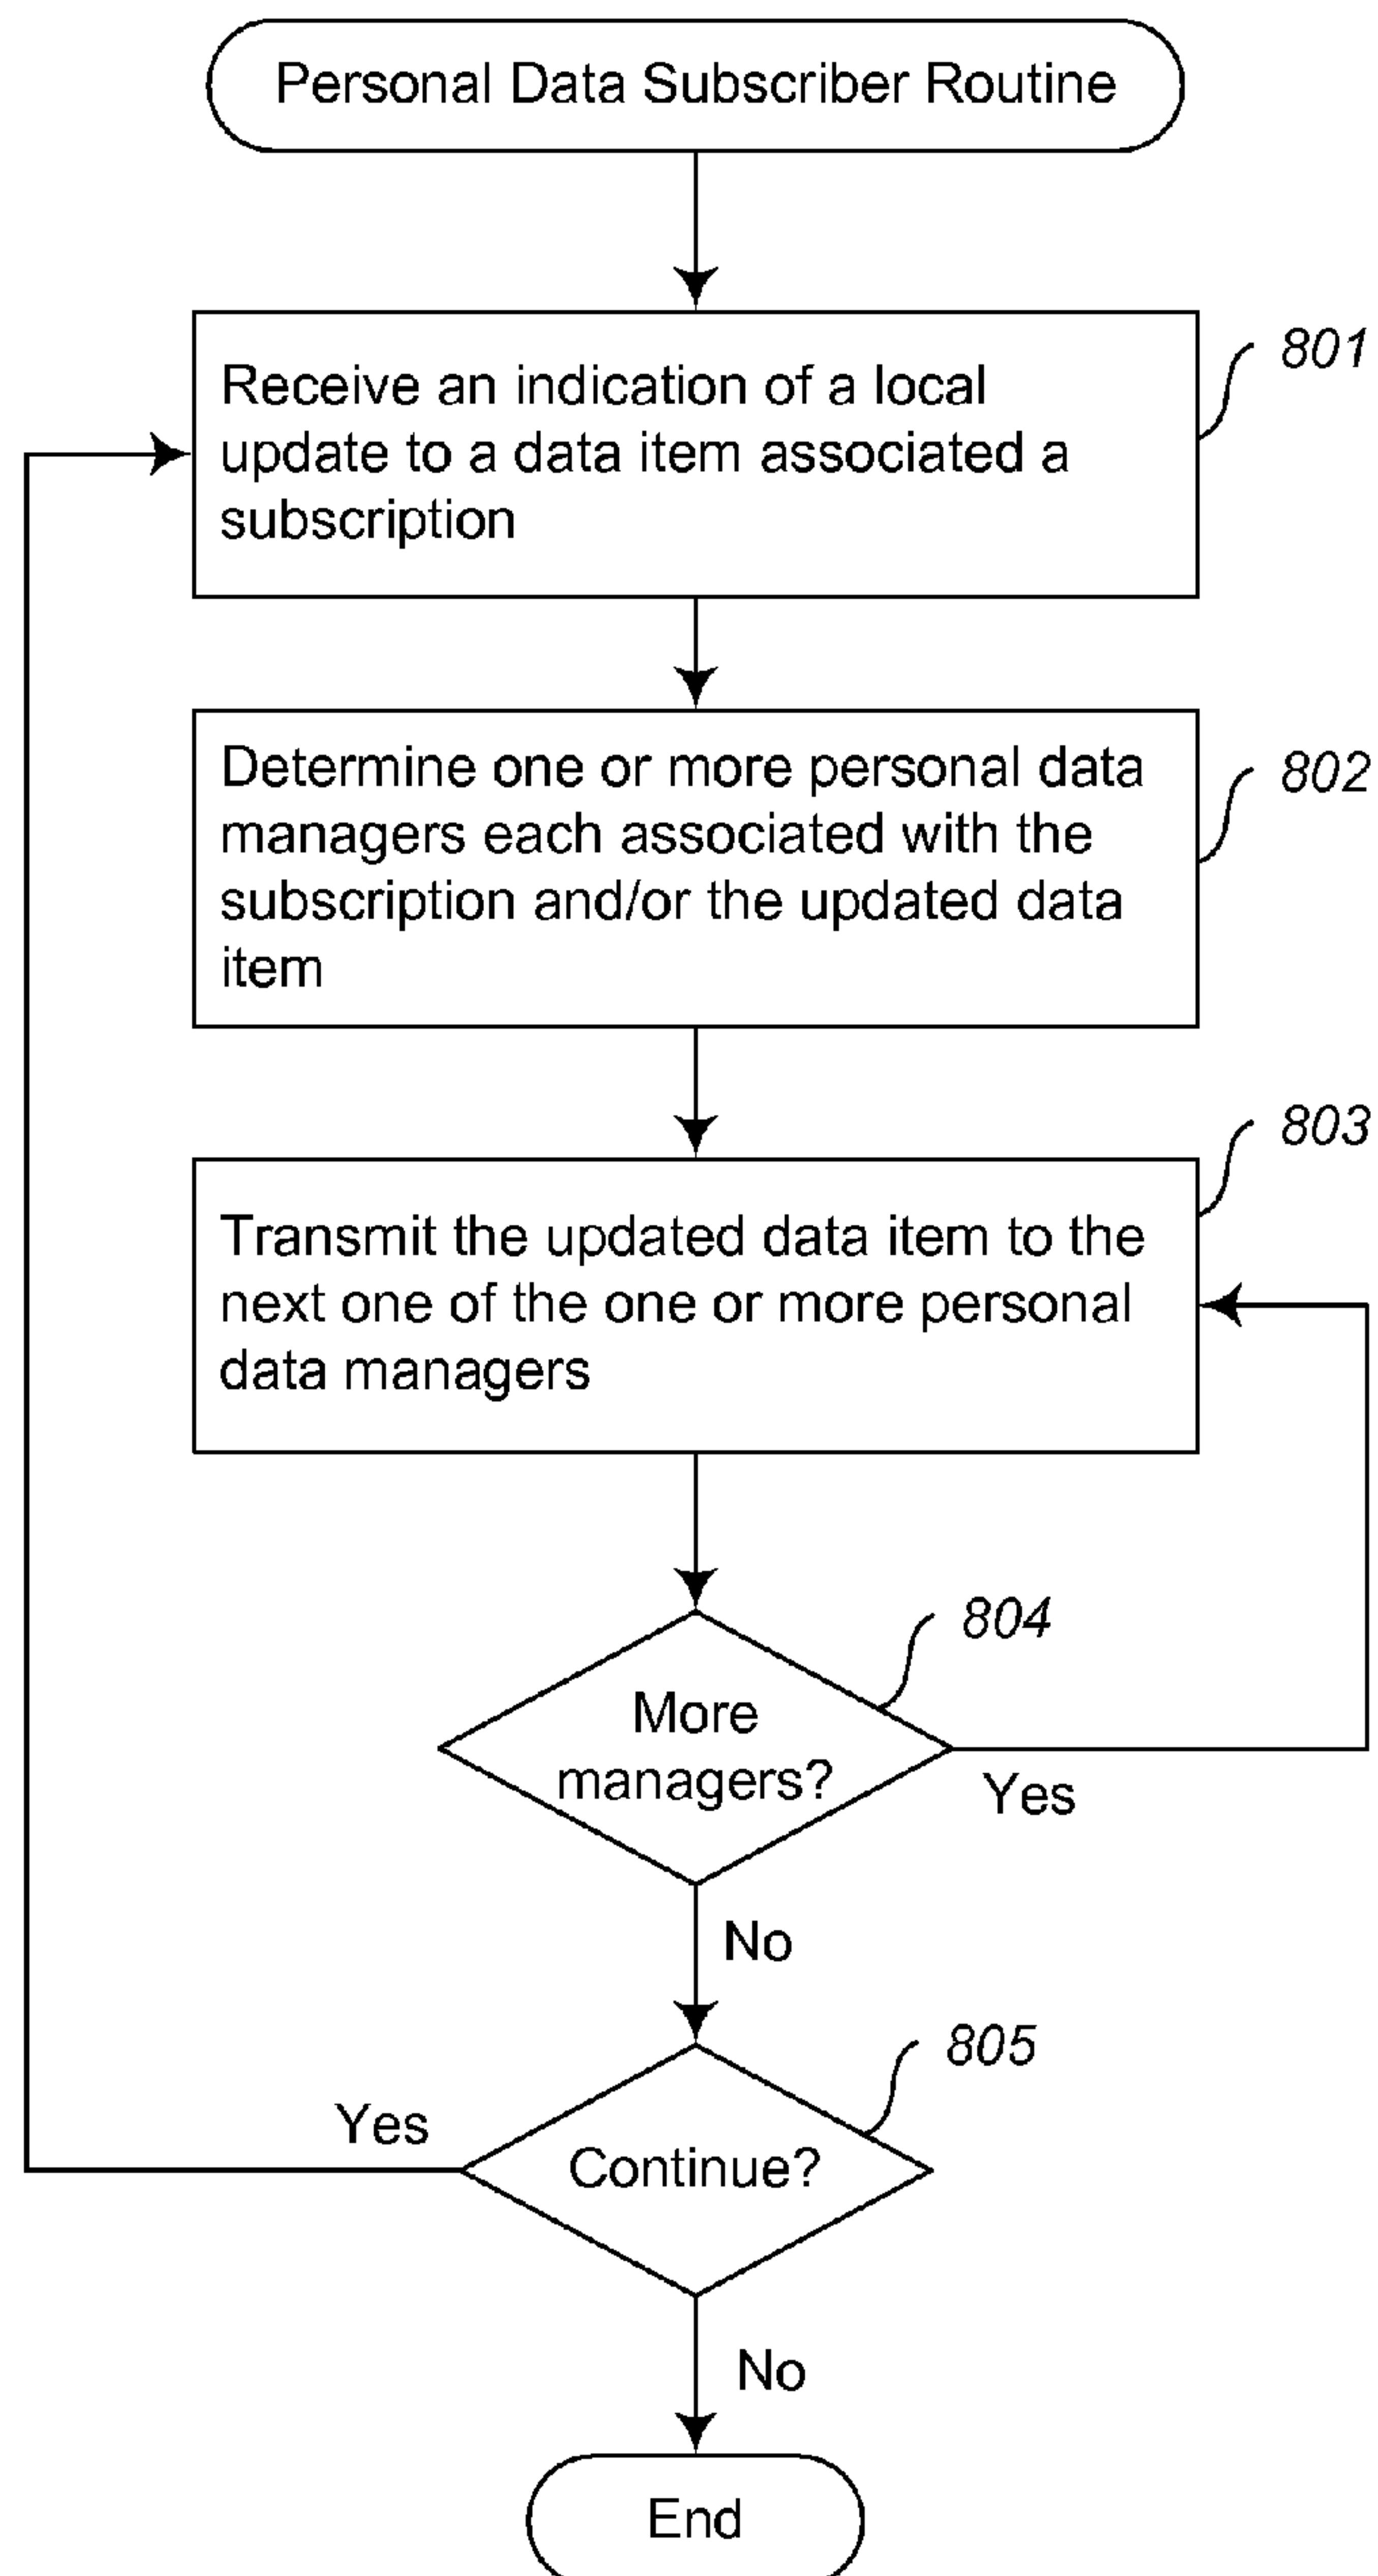 Personal Data Subscriber Routine
Receive an indication of a local
update to a data item associated a
subscription
801
Determine one or more personal data
managers each associated with the
subscription and/or the updated data
item
802
Transmit the updated data item to the
next one of the one or more personal
data managers
803
More
managers?
804
Yes
No
Continue?
805
Yes
No
End